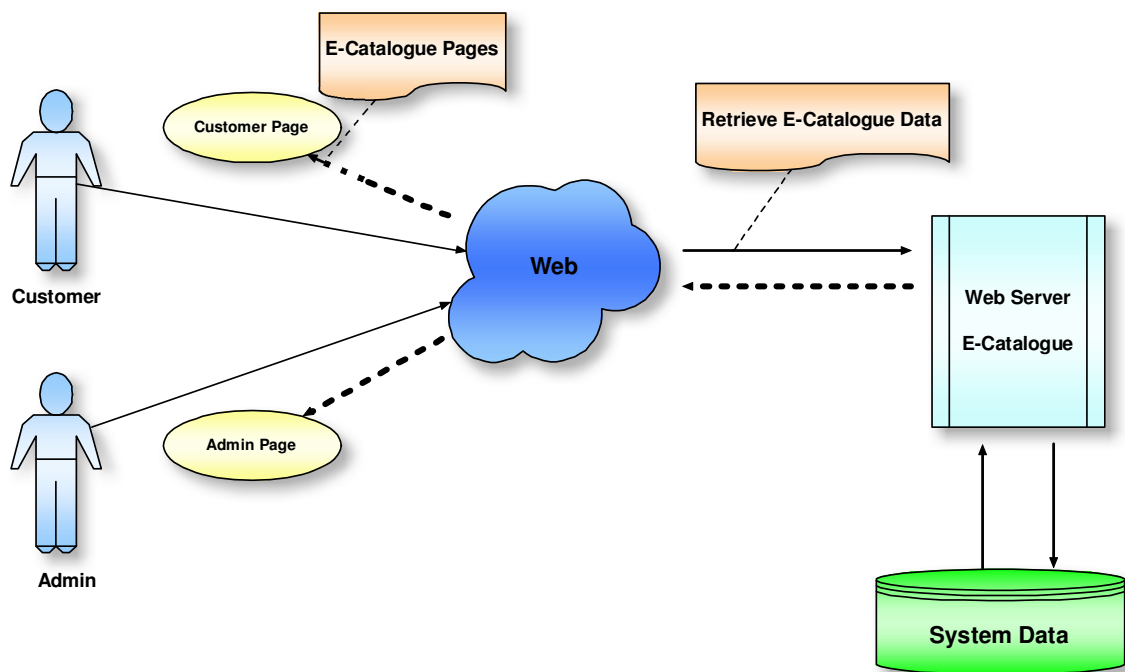 E-Catalogue Pages
Customer Page
Retrieve E-Catalogue Data
Customer
Web
Web Server
E-Catalogue
Admin Page
Admin
System Data